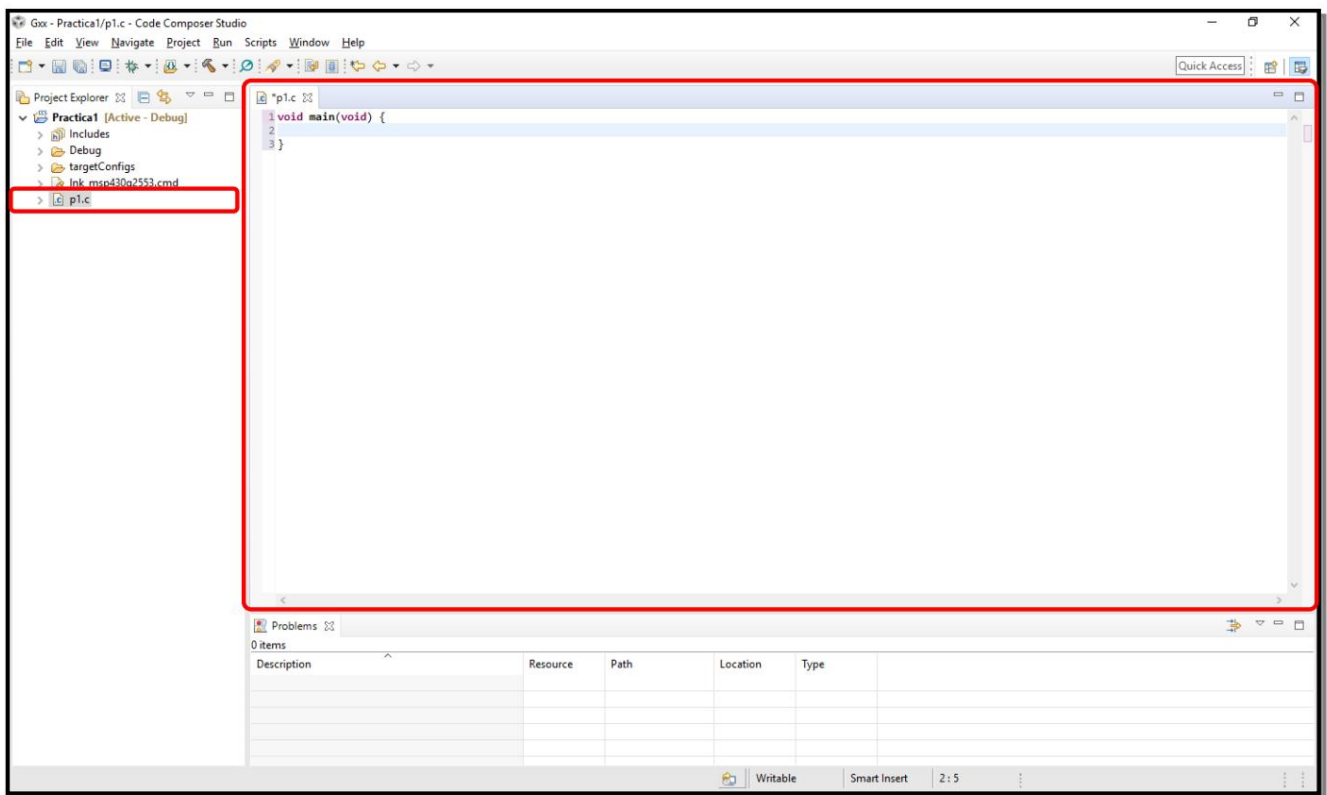 Gxx - Practica1/p1.c - Code Composer Studio
File Edit View Navigate Project Run Scripts Window Help
Quick Access
Project Explorer
Practica1 [Active - Debug]
Includes
Debug
targetConfigs
lnk_msp430g2553.cmd
p1.c
*p1.c
1 void main(void) {
2
3 }
Problems
0 items
Description Resource Path Location Type
Writable Smart Insert 2 : 5